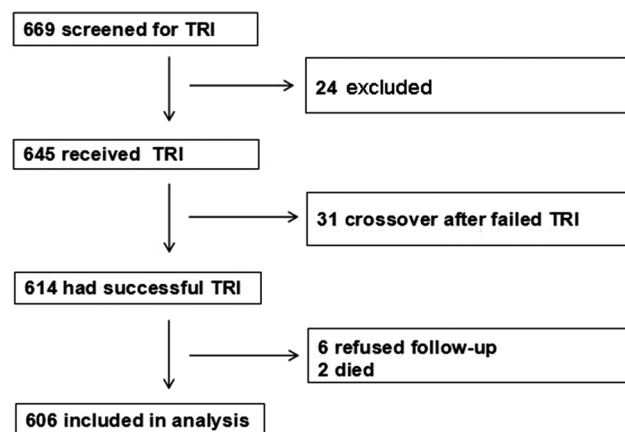 669 screened for TRI
24 excluded
645 received TRI
31 crossover after failed TRI
614 had successful TRI
6 refused follow-up
2 died
606 included in analysis